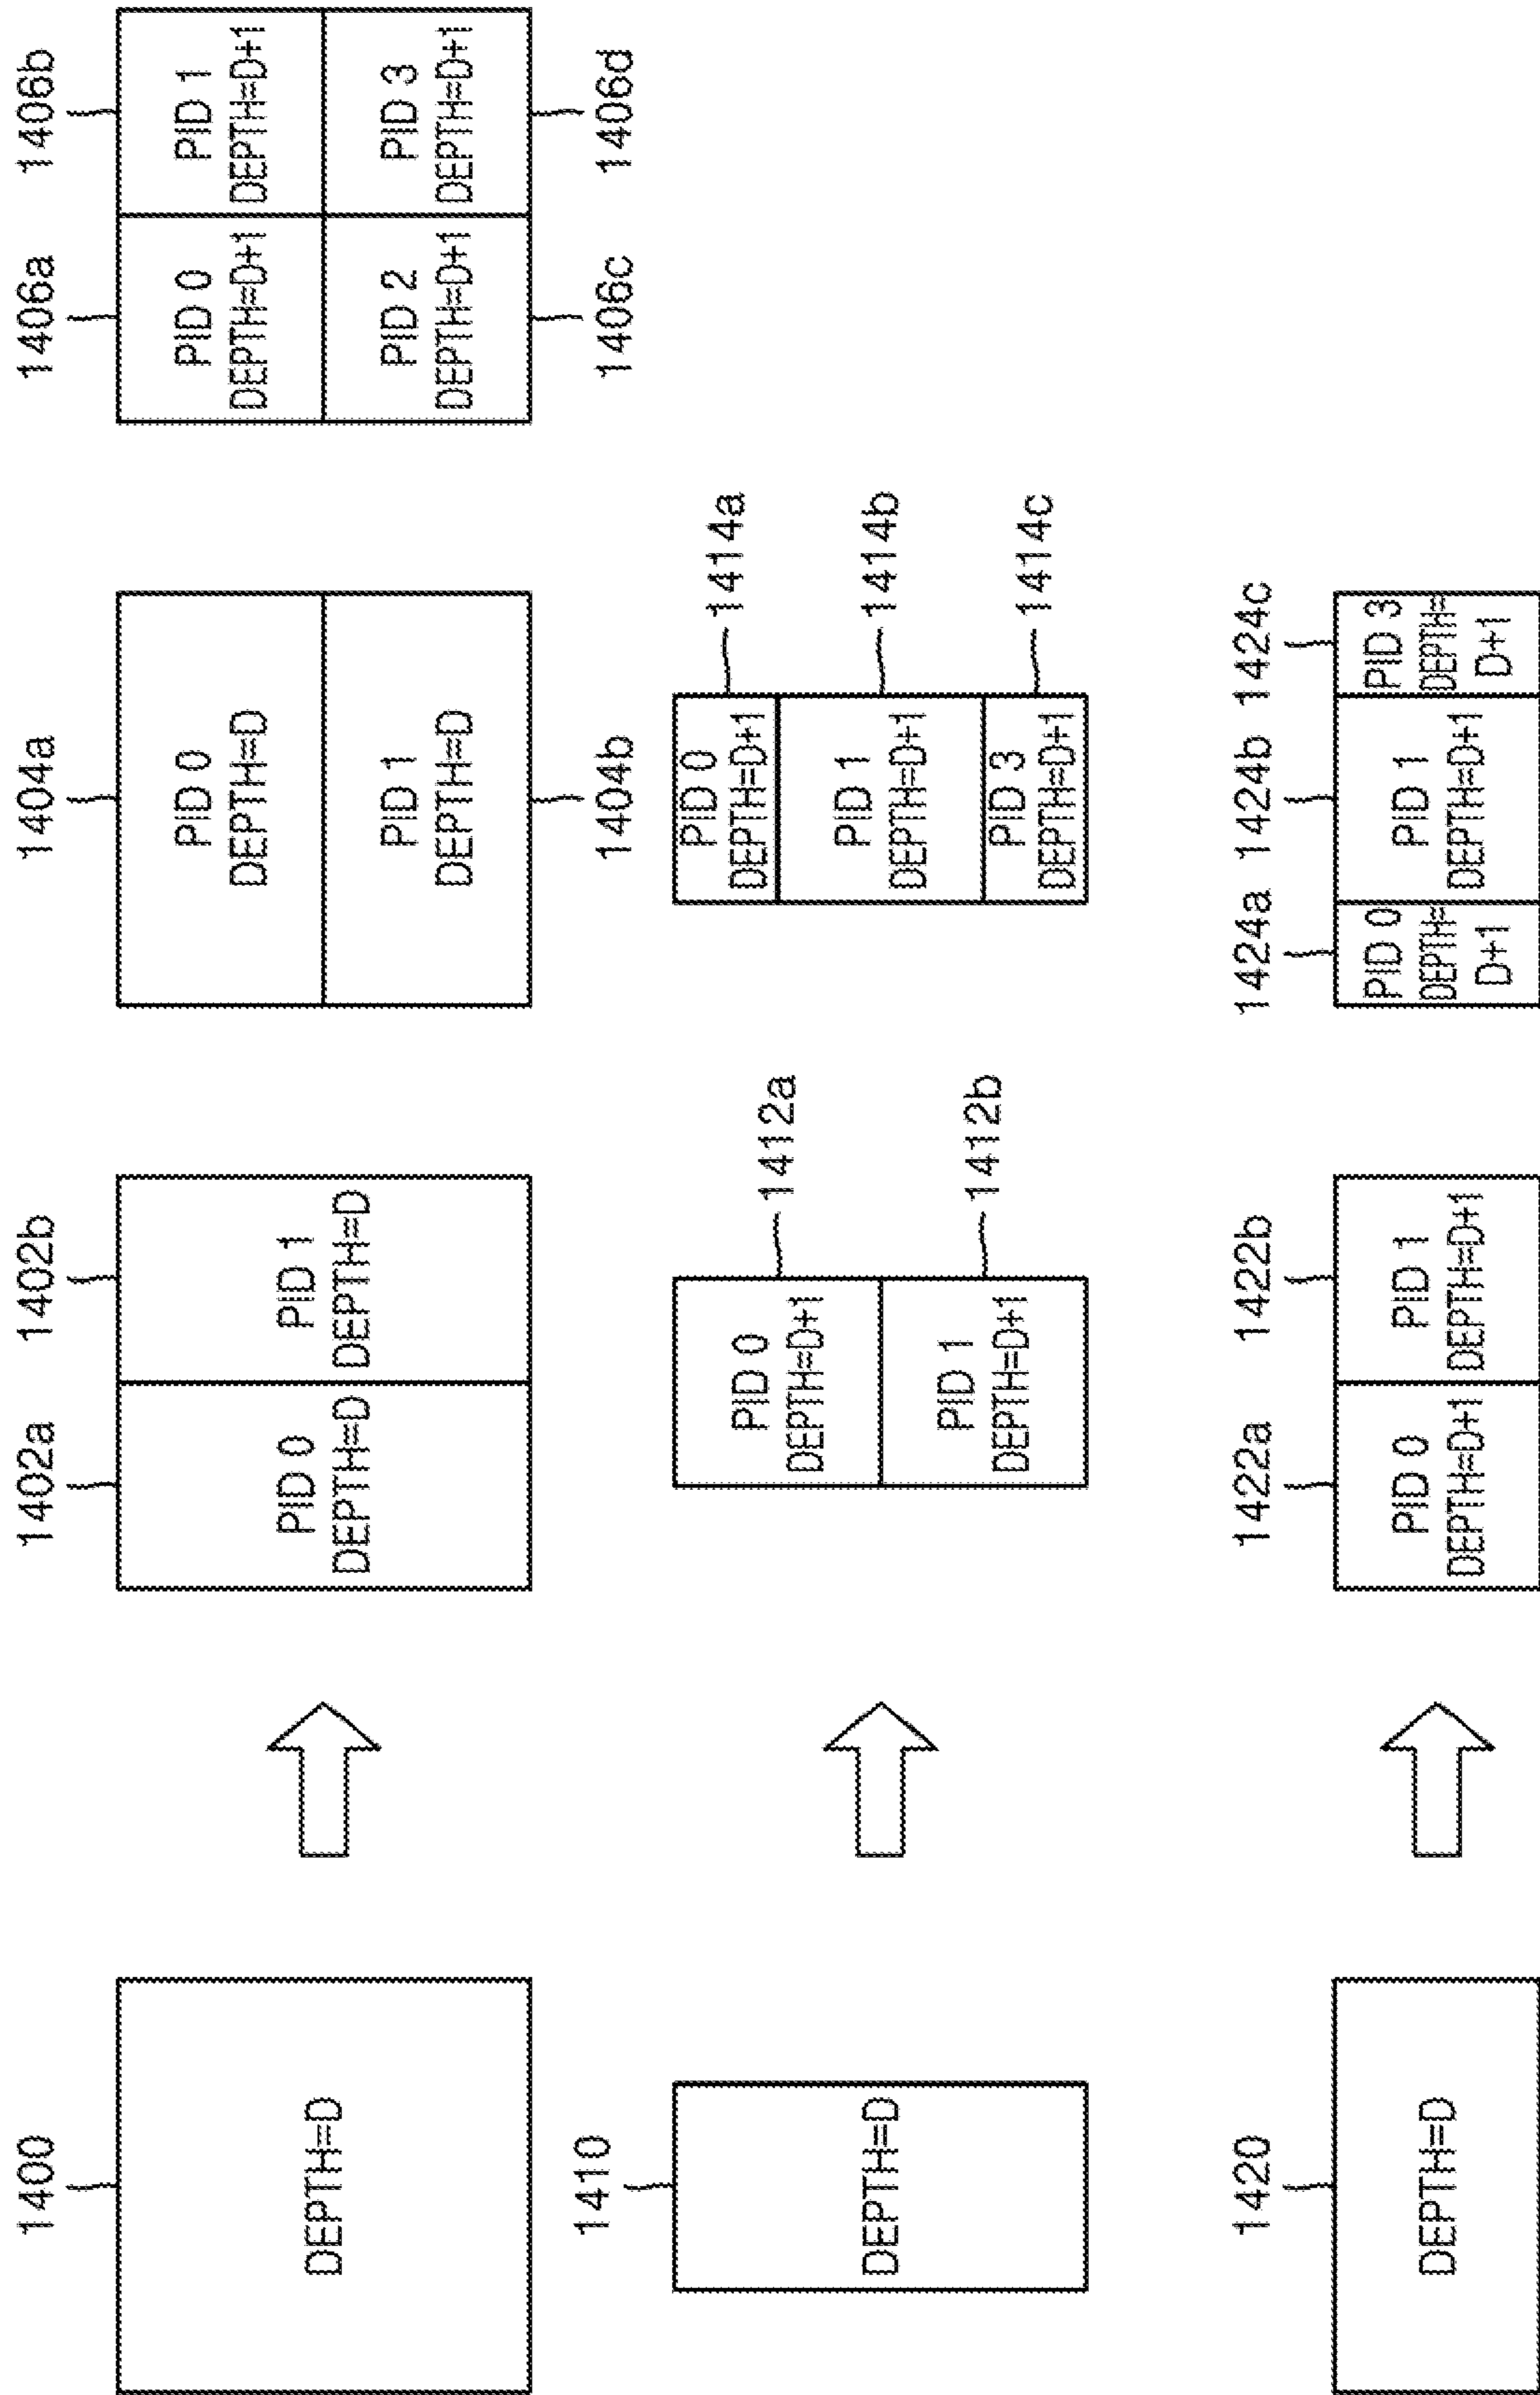 1400
DEPTH=D
1402a
1402b
PID 0
DEPTH=D
PID 1
DEPTH=D
1404a
PID 0
DEPTH=D
PID 1
DEPTH=D
1404b
1406a
1406b
PID 0
DEPTH=D+1
PID 1
DEPTH=D+1
PID 2
DEPTH=D+1
PID 3
DEPTH=D+1
1406c
1406d
1410
DEPTH=D
PID 0
DEPTH=D+1
1412a
PID 1
DEPTH=D+1
1412b
PID 0
DEPTH=D+1
1414a
PID 1
DEPTH=D+1
1414b
PID 3
DEPTH=D+1
1414c
1420
DEPTH=D
1422a
1422b
PID 0
DEPTH=D+1
PID 1
DEPTH=D+1
1424a
1424b
1424c
PID 0
DEPTH=
D+1
PID 1
DEPTH=D+1
PID 3
DEPTH=
D+1